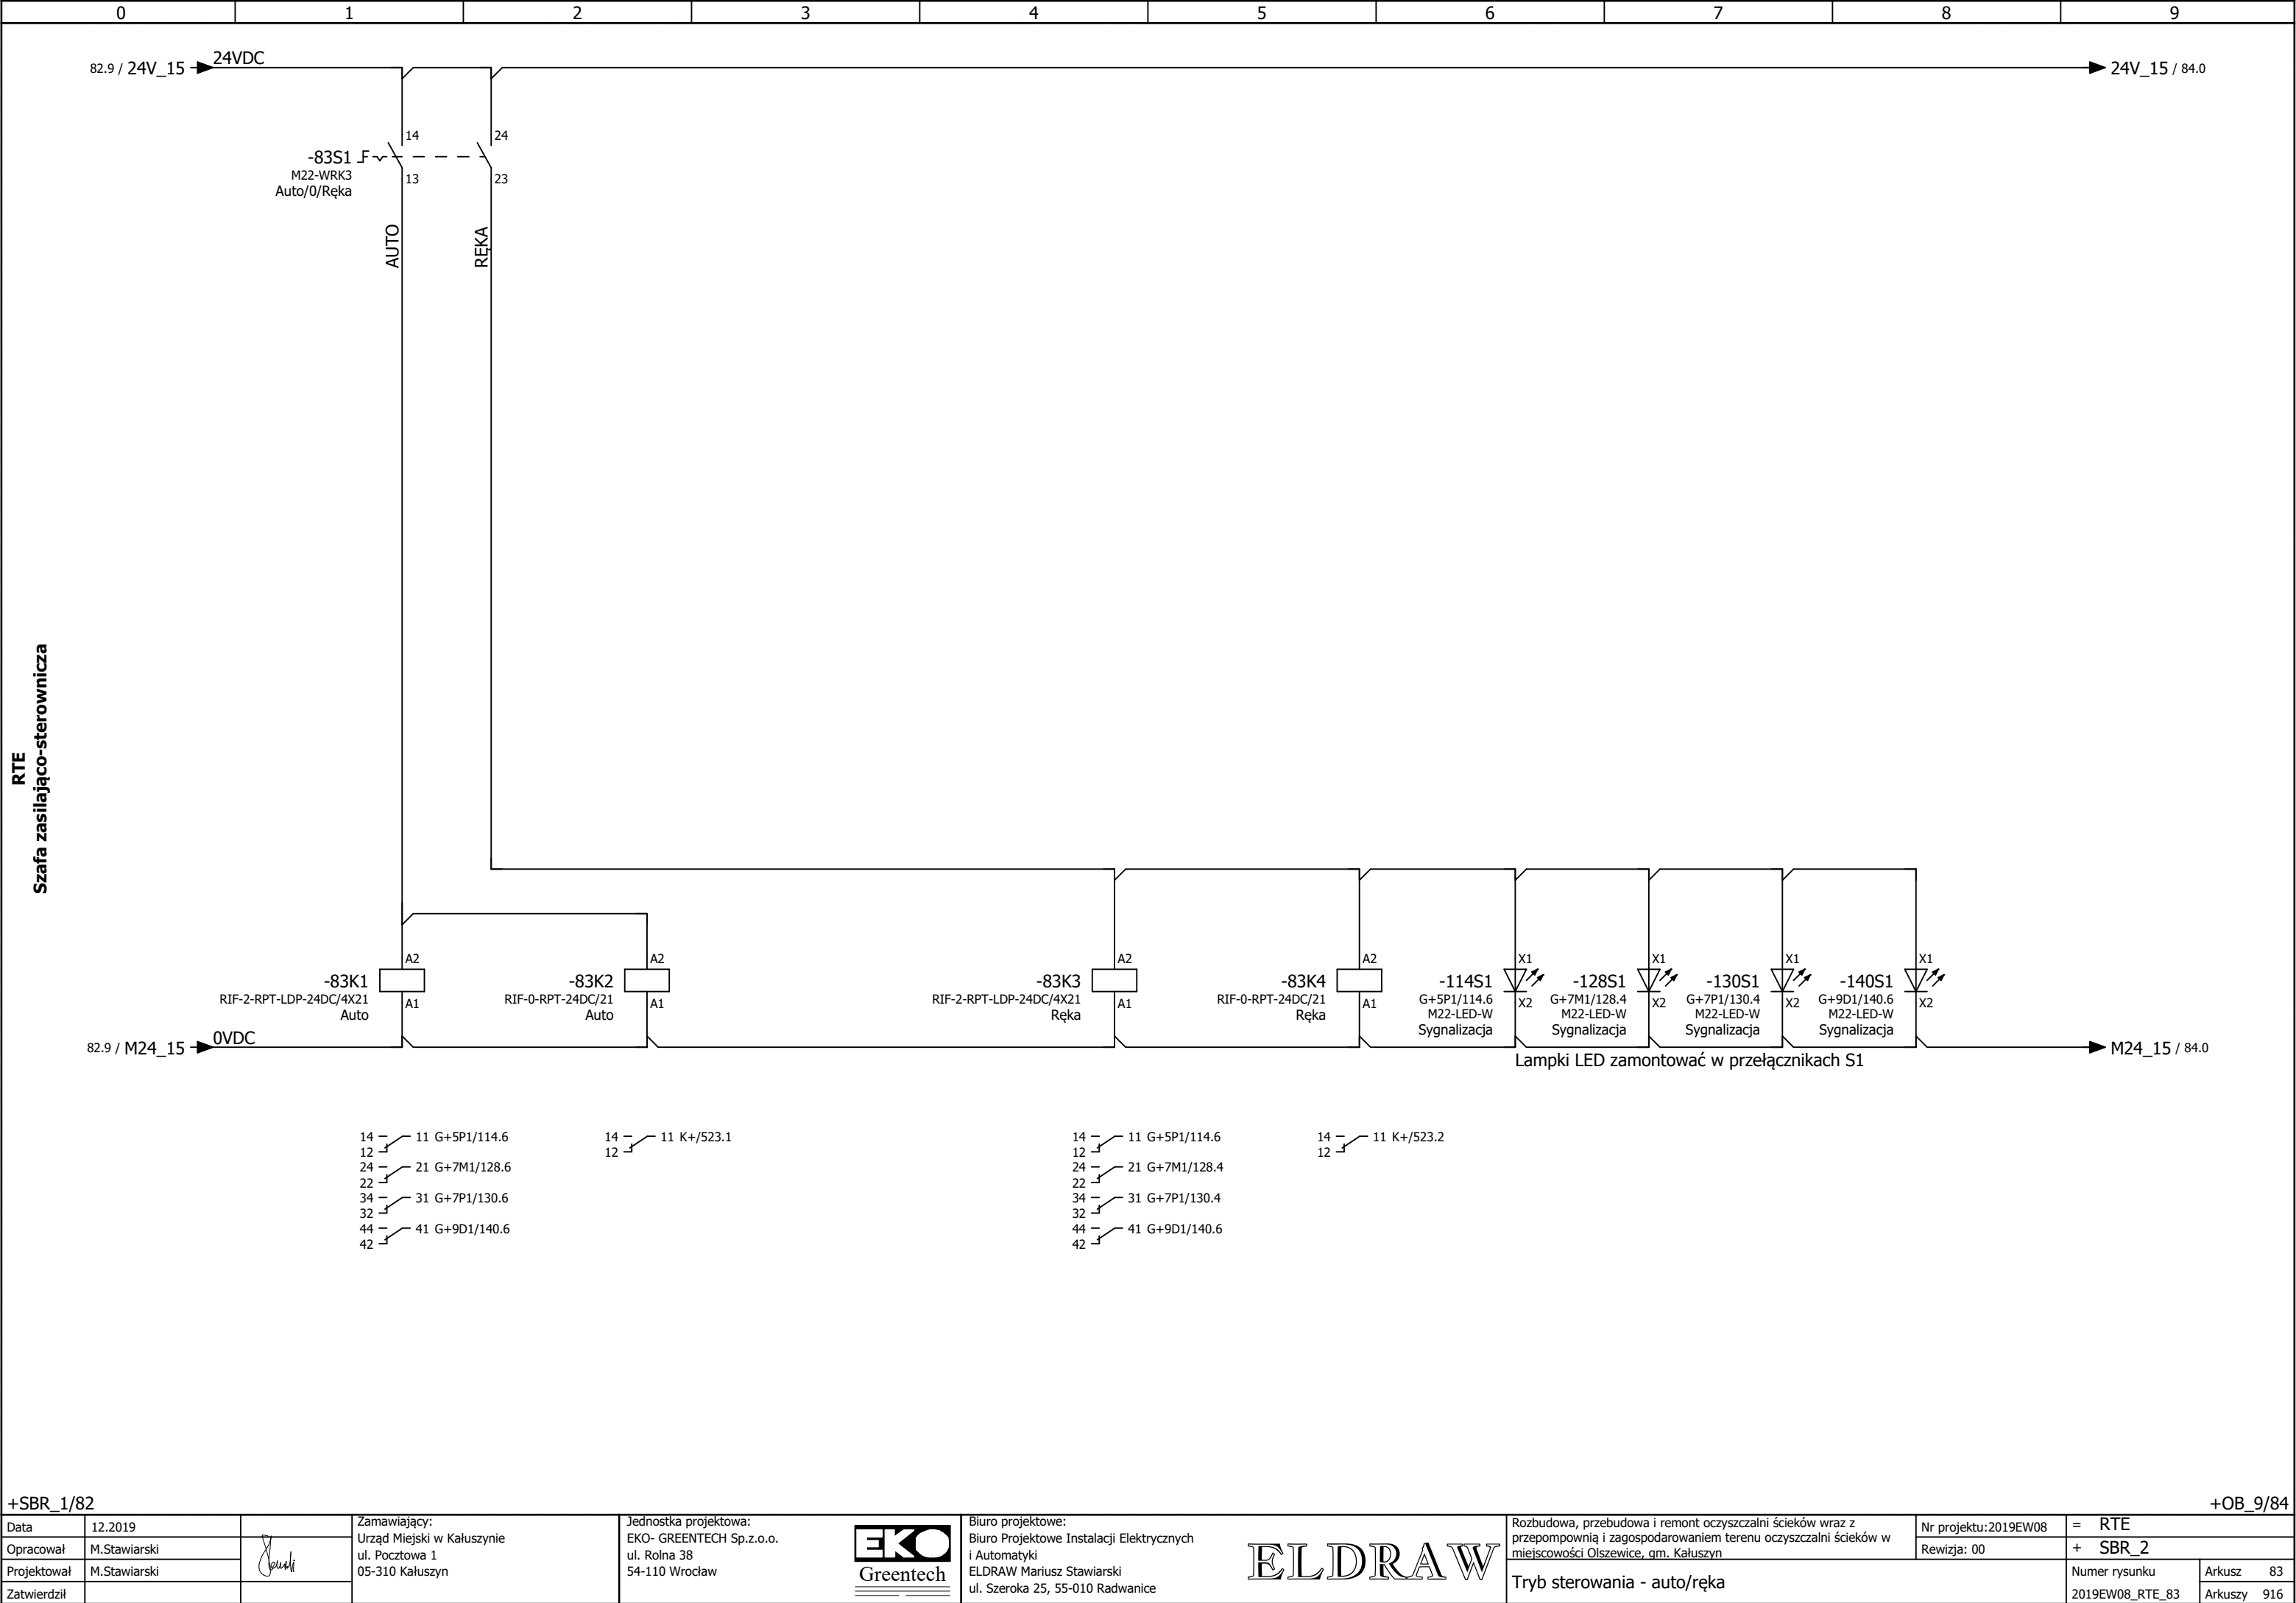 0 1 2 3 4 5 6 7 8 9
82.9 / 24V_15 24VDC
24V_15 / 84.0
14 24
-83S1
M22-WRK3
Auto/0/Ręka
13 23
AUTO
RĘKA
RTE
Szafa zasilająco-sterownicza
A2
-83K1
RIF-2-RPT-LDP-24DC/4X21
Auto
A1
A2
-83K2
RIF-0-RPT-24DC/21
Auto
A1
A2
-83K3
RIF-2-RPT-LDP-24DC/4X21
Ręka
A1
A2
-83K4
RIF-0-RPT-24DC/21
Ręka
A1
X1
-114S1
G+5P1/114.6
M22-LED-W
Sygnalizacja
X2
X1
-128S1
G+7M1/128.4
M22-LED-W
Sygnalizacja
X2
X1
-130S1
G+7P1/130.4
M22-LED-W
Sygnalizacja
X2
X1
-140S1
G+9D1/140.6
M22-LED-W
Sygnalizacja
X2
82.9 / M24_15 0VDC
M24_15 / 84.0
Lampki LED zamontować w przełącznikach S1
14 11 G+5P1/114.6
12
24 21 G+7M1/128.6
22
34 31 G+7P1/130.6
32
44 41 G+9D1/140.6
42
14 11 K+/523.1
12
14 11 G+5P1/114.6
12
24 21 G+7M1/128.4
22
34 31 G+7P1/130.4
32
44 41 G+9D1/140.6
42
14 11 K+/523.2
12
+SBR_1/82
+OB_9/84
Data 12.2019
Opracował M.Stawiarski
Projektował M.Stawiarski
Zatwierdził
Zamawiający:
Urząd Miejski w Kałuszynie
ul. Pocztowa 1
05-310 Kałuszyn
Jednostka projektowa:
EKO- GREENTECH Sp.z.o.o.
ul. Rolna 38
54-110 Wrocław
EKO
Greentech
Biuro projektowe:
Biuro Projektowe Instalacji Elektrycznych
i Automatyki
ELDRAW Mariusz Stawiarski
ul. Szeroka 25, 55-010 Radwanice
ELDRAW
Rozbudowa, przebudowa i remont oczyszczalni ścieków wraz z
przepompownią i zagospodarowaniem terenu oczyszczalni ścieków w
miejscowości Olszewice, gm. Kałuszyn
Tryb sterowania - auto/ręka
Nr projektu:2019EW08
Rewizja: 00
= RTE
+ SBR_2
Numer rysunku
2019EW08_RTE_83
Arkusz 83
Arkuszy 916